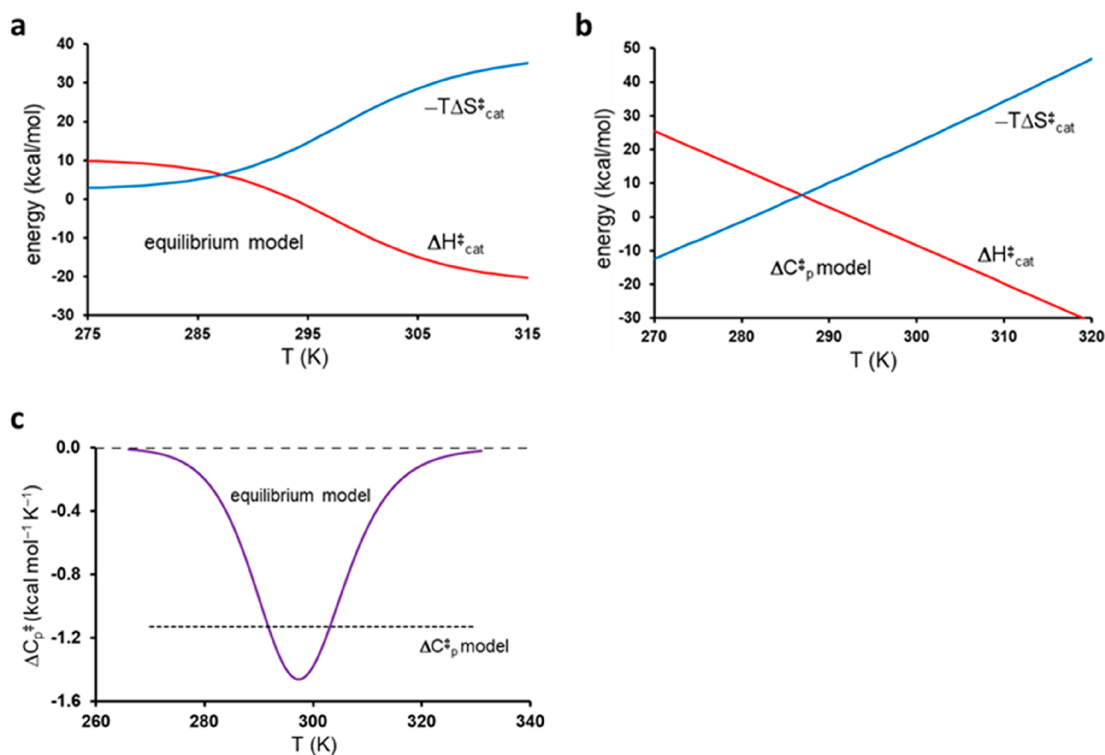 a
40
30
20
10
0
-10
-20
-30
energy (kcal/mol)
–TΔS‡cat
equilibrium model
ΔH‡cat
275 285 295 305 315
T (K)
b
50
40
30
20
10
0
-10
-20
-30
energy (kcal/mol)
–TΔS‡cat
ΔC‡p model
ΔH‡cat
270 280 290 300 310 320
T (K)
c
0.0
-0.4
-0.8
-1.2
-1.6
ΔCp‡ (kcal mol–1 K–1)
equilibrium model
ΔC‡p model
260 280 300 320 340
T (K)